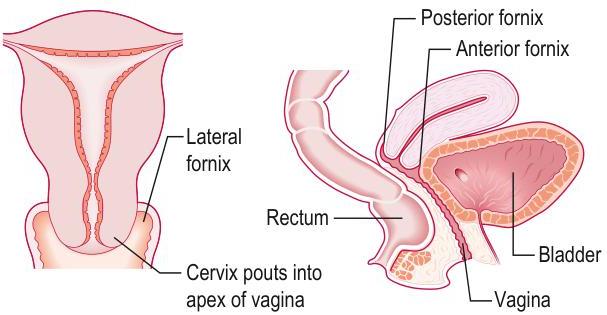 Posterior fornix
Anterior fornix
Lateral
fornix
Rectum
Cervix pouts into
apex of vagina
Bladder
Vagina